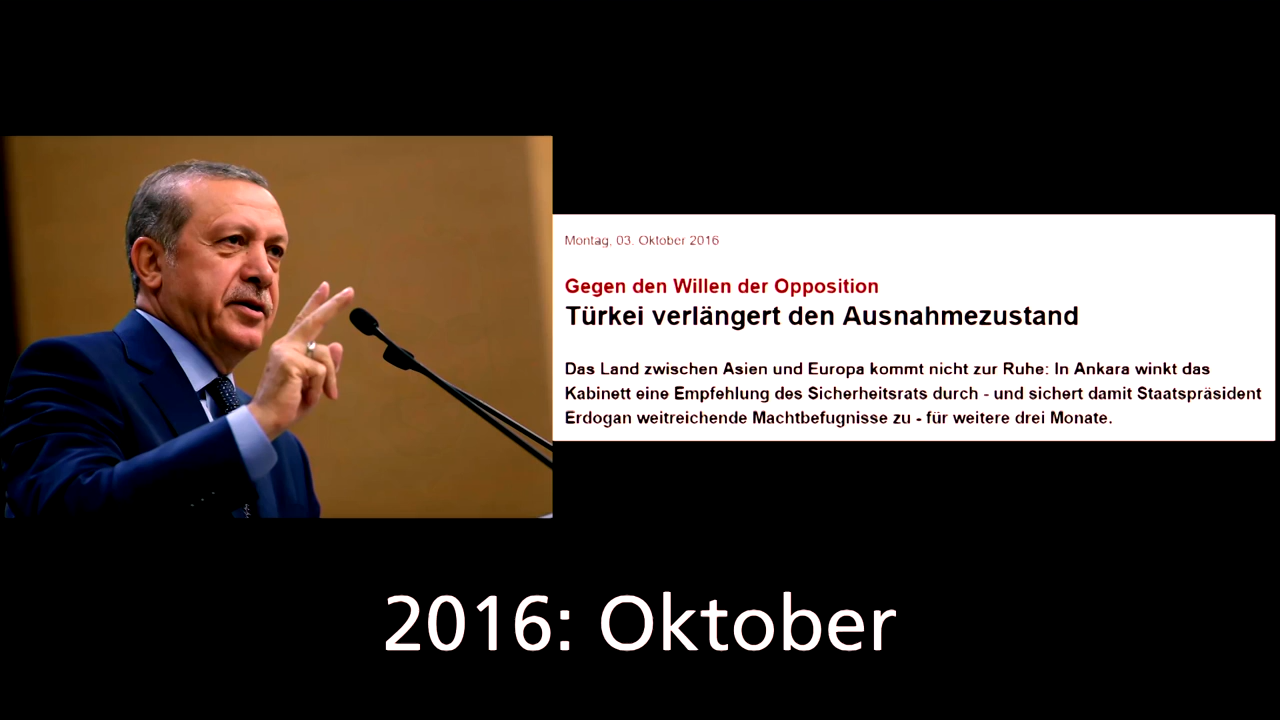 Montag, 03. Oktober 2016
Gegen den Willen der Opposition
Türkei verlängert den Ausnahmezustand
Das Land zwischen Asien und Europa kommt nicht zur Ruhe: In Ankara winkt das
Kabinett eine Empfehlung des Sicherheitsrats durch - und sichert damit Staatspräsident
Erdogan weitreichende Machtbefugnisse zu - für weitere drei Monate.
2016: Oktober